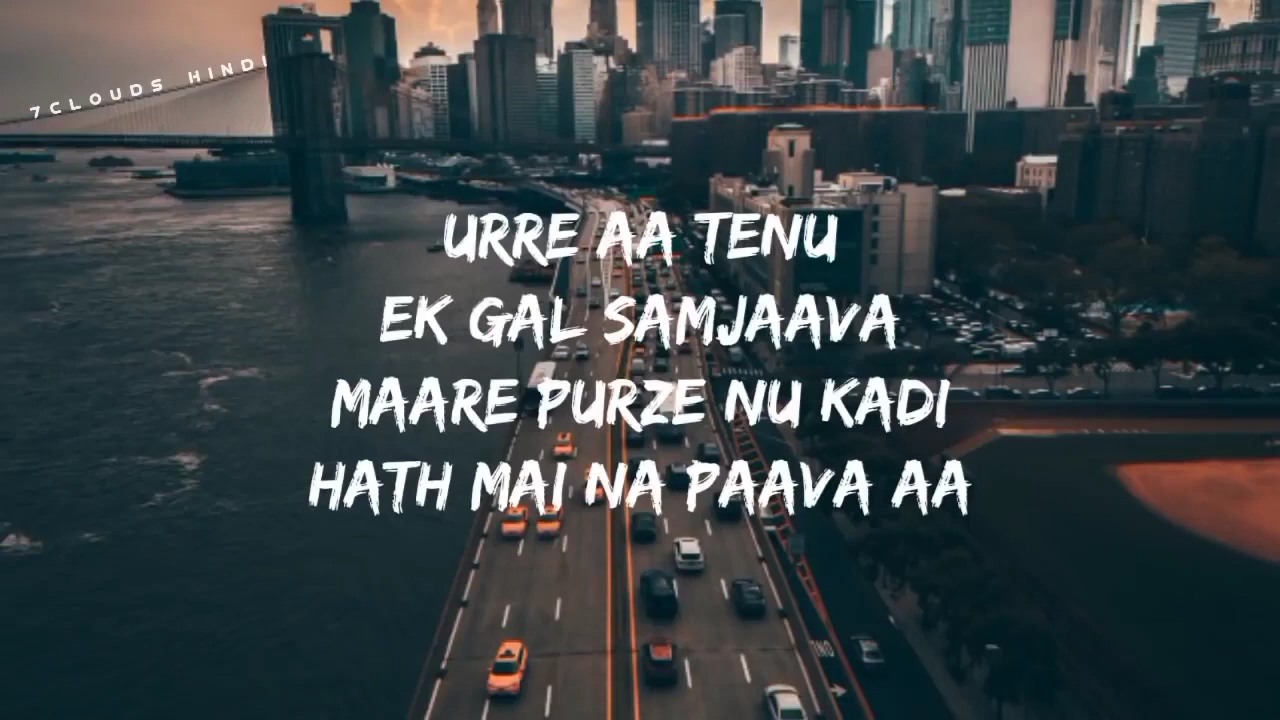 7CLOUDS HINDI
URRE AA TENU
EK GAL SAMJAAVA
MAARE PURZE NU KADI
HATH MAI NA PAAVA AA